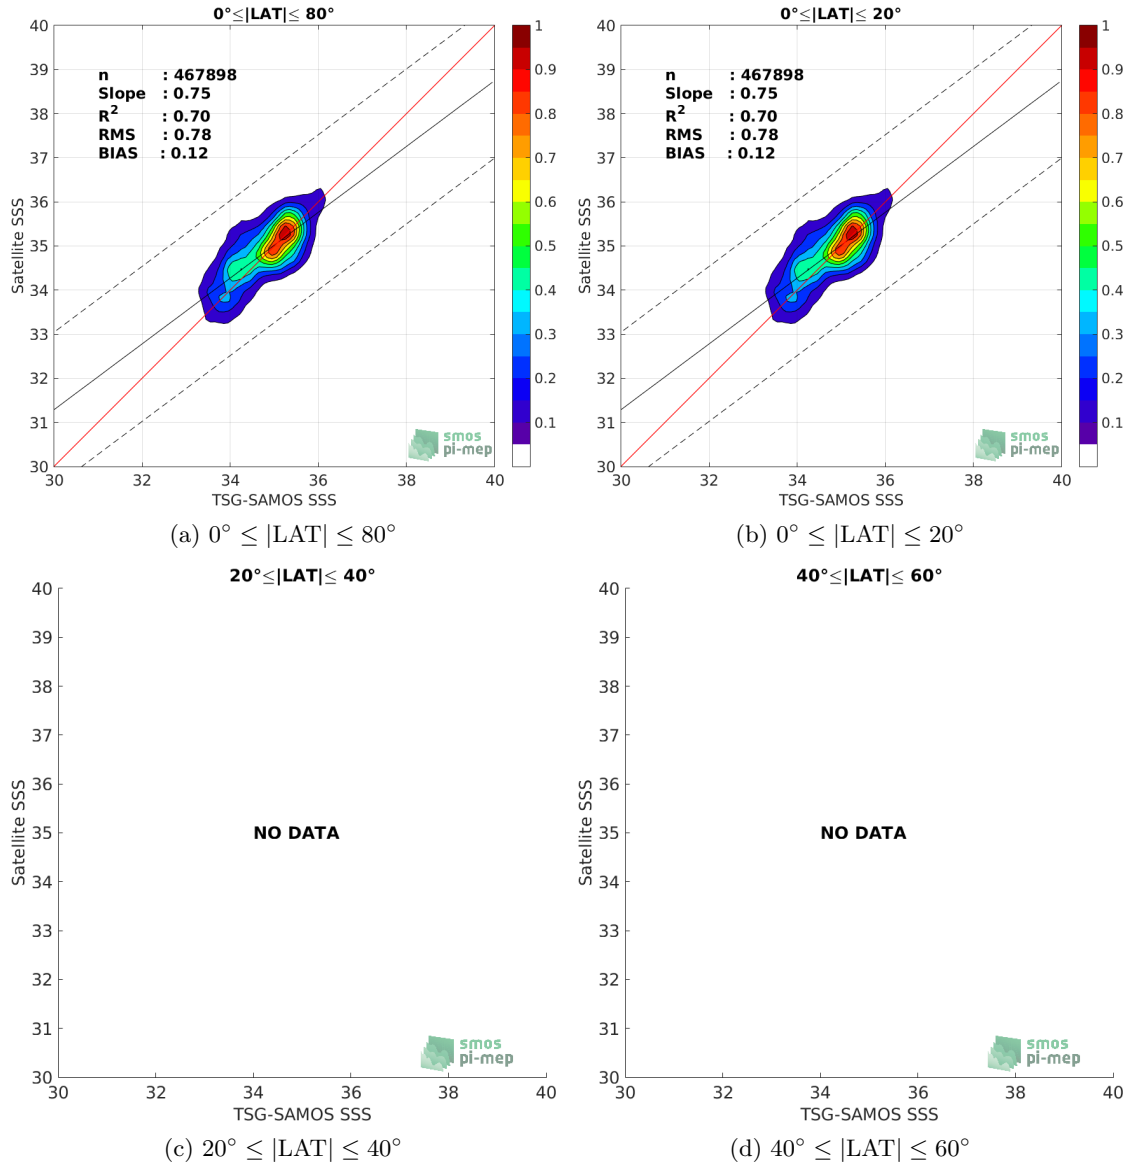 0°≤|LAT|≤ 80°
40
39
38
37
36
35
34
33
32
31
30
30 32 34 36 38 40
Satellite SSS
TSG-SAMOS SSS
n : 467898
Slope : 0.75
R² : 0.70
RMS : 0.78
BIAS : 0.12
1
0.9
0.8
0.7
0.6
0.5
0.4
0.3
0.2
0.1
smos
pi-mep
(a) 0° ≤ |LAT| ≤ 80°
0°≤|LAT|≤ 20°
40
39
38
37
36
35
34
33
32
31
30
30 32 34 36 38 40
Satellite SSS
TSG-SAMOS SSS
n : 467898
Slope : 0.75
R² : 0.70
RMS : 0.78
BIAS : 0.12
1
0.9
0.8
0.7
0.6
0.5
0.4
0.3
0.2
0.1
smos
pi-mep
(b) 0° ≤ |LAT| ≤ 20°
20°≤|LAT|≤ 40°
40
39
38
37
36
35
34
33
32
31
30
30 32 34 36 38 40
Satellite SSS
TSG-SAMOS SSS
NO DATA
smos
pi-mep
(c) 20° ≤ |LAT| ≤ 40°
40°≤|LAT|≤ 60°
40
39
38
37
36
35
34
33
32
31
30
30 32 34 36 38 40
Satellite SSS
TSG-SAMOS SSS
NO DATA
smos
pi-mep
(d) 40° ≤ |LAT| ≤ 60°